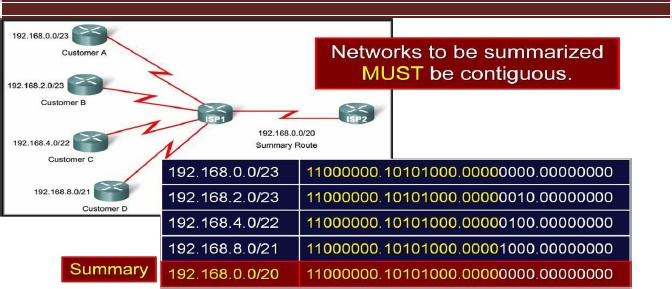 192.168.0.0/23
Customer A
192.168.2.0/23
Customer B
192.168.4.0/22
Customer C
192.168.8.0/21
Customer D
ISP1
ISP2
192.168.0.0/20
Summary Route
Networks to be summarized
MUST be contiguous.
192.168.0.0/23 11000000.10101000.00000000.00000000
192.168.2.0/23 11000000.10101000.00000010.00000000
192.168.4.0/22 11000000.10101000.00000100.00000000
192.168.8.0/21 11000000.10101000.00001000.00000000
Summary 192.168.0.0/20 11000000.10101000.00000000.00000000